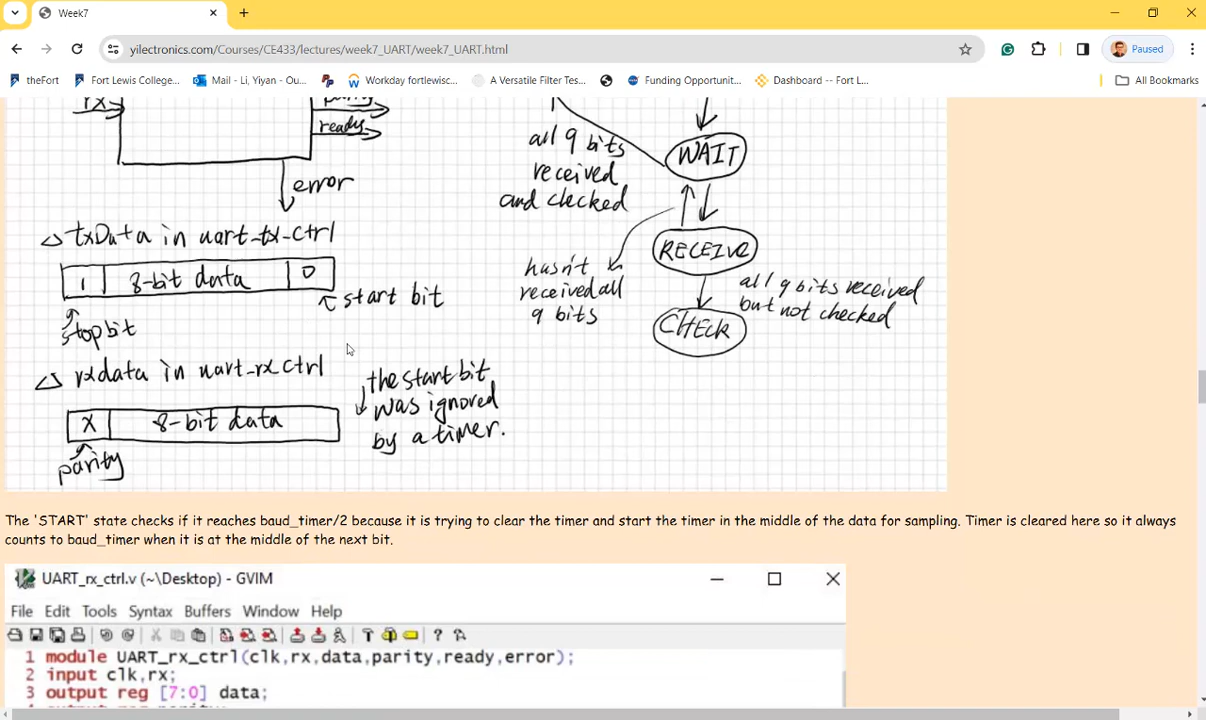 Week7
yilectronics.com/Courses/CE433/lectures/week7_UART/week7_UART.html
Paused
theFort
Fort Lewis College...
Mail - Li, Yiyan - Ou...
Workday fortlewisc...
A Versatile Filter Tes...
Funding Opportunit...
Dashboard -- Fort L...
All Bookmarks
rx
parity
ready
error
△ txData in uart_tx_ctrl
1 8-bit data 0
start bit
stop bit
△ rxdata in uart_rx_ctrl
the start bit
was ignored
by a timer.
X 8-bit data
parity
all 9 bits
received
and checked
WAIT
RECEIVE
hasn't
received all
9 bits
all 9 bits received
but not checked
CHECK
The 'START' state checks if it reaches baud_timer/2 because it is trying to clear the timer and start the timer in the middle of the data for sampling. Timer is cleared here so it always
counts to baud_timer when it is at the middle of the next bit.
UART_rx_ctrl.v (~\Desktop) - GVIM
File Edit Tools Syntax Buffers Window Help
1 module UART_rx_ctrl(clk,rx,data,parity,ready,error);
2 input clk,rx;
3 output reg [7:0] data;